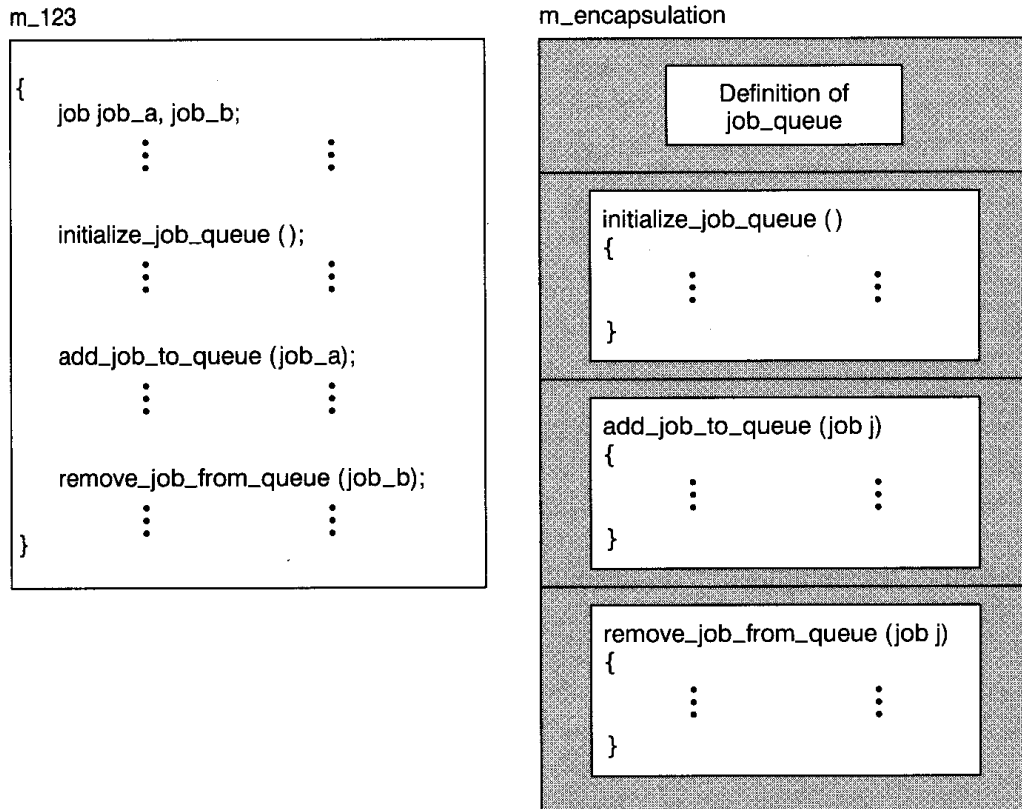 m_123
{
job job_a, job_b;
initialize_job_queue ();
add_job_to_queue (job_a);
remove_job_from_queue (job_b);
}
m_encapsulation
Definition of
job_queue
initialize_job_queue ( )
{
}
add_job_to_queue (job j)
{
}
remove_job_from_queue (job j)
{
}